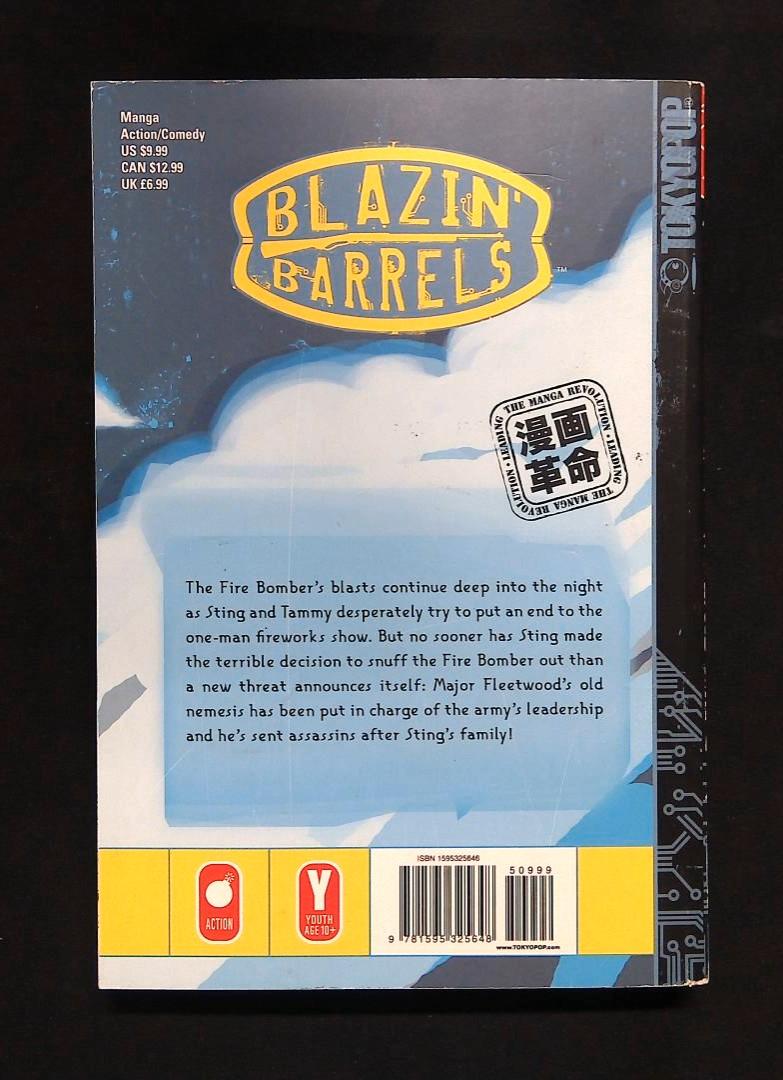 Manga
Action/Comedy
US $9.99
CAN $12.99
UK £6.99
BLAZIN'
BARRELS
™
TOKYOPOP®
LEADING THE MANGA REVOLUTION • LEADING THE MANGA REVOLUTION •
漫画
革命
The Fire Bomber's blasts continue deep into the night
as Sting and Tammy desperately try to put an end to the
one-man fireworks show. But no sooner has Sting made
the terrible decision to snuff the Fire Bomber out than
a new threat announces itself: Major Fleetwood's old
nemesis has been put in charge of the army's leadership
and he's sent assassins after Sting's family!
ACTION
Y
YOUTH
AGE 10+
ISBN 1595325646
50999
9 781595 325648
www.TOKYOPOP.com